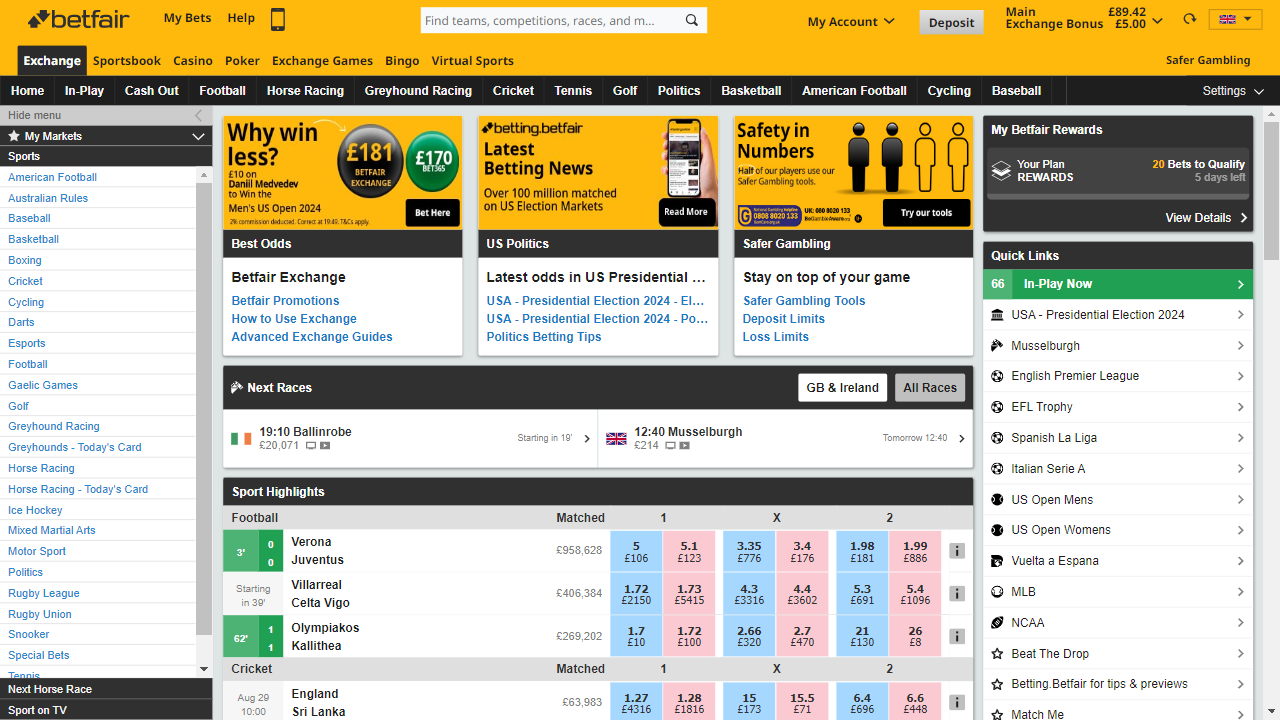 betfair
My Bets
Help
Find teams, competitions, races, and m...
My Account
Deposit
Main £89.42
Exchange Bonus £5.00
Exchange
Sportsbook
Casino
Poker
Exchange Games
Bingo
Virtual Sports
Safer Gambling
Home
In-Play
Cash Out
Football
Horse Racing
Greyhound Racing
Cricket
Tennis
Golf
Politics
Basketball
American Football
Cycling
Baseball
Settings
Hide menu
My Markets
Sports
American Football
Australian Rules
Baseball
Basketball
Boxing
Cricket
Cycling
Darts
Esports
Football
Gaelic Games
Golf
Greyhound Racing
Greyhounds - Today's Card
Horse Racing
Horse Racing - Today's Card
Ice Hockey
Mixed Martial Arts
Motor Sport
Politics
Rugby League
Rugby Union
Snooker
Special Bets
Tennis
Next Horse Race
Sport on TV
Why win
less?
£10 on
Daniil Medvedev
to Win the
Men's US Open 2024
£181
BETFAIR
EXCHANGE
£170
BET365
Bet Here
2% commission deducted. Correct at 19:49. T&Cs apply.
Best Odds
Betfair Exchange
Betfair Promotions
How to Use Exchange
Advanced Exchange Guides
betting.betfair
Latest
Betting News
Over 100 million matched
on US Election Markets
Read More
US Politics
Latest odds in US Presidential ...
USA - Presidential Election 2024 - El...
USA - Presidential Election 2024 - Po...
Politics Betting Tips
Safety in
Numbers
Half of our players use our
Safer Gambling tools.
National Gambling Helpline
0808 8020 133
UK: 080 8020 133
BeGambleAware.org
Try our tools
Safer Gambling
Stay on top of your game
Safer Gambling Tools
Deposit Limits
Loss Limits
Next Races
GB & Ireland
All Races
19:10 Ballinrobe
£20,071
Starting in 19'
12:40 Musselburgh
£214
Tomorrow 12:40
Sport Highlights
Football Matched 1 X 2
3' 0 0
Verona
Juventus
£958,628
5 5.1 3.35 3.4 1.98 1.99
£106 £123 £776 £176 £181 £886
Starting
in 39'
Villarreal
Celta Vigo
£406,384
1.72 1.73 4.3 4.4 5.3 5.4
£2150 £5415 £3316 £3602 £691 £1096
62' 1 1
Olympiakos
Kallithea
£269,202
1.7 1.72 2.66 2.7 21 26
£10 £100 £320 £470 £130 £8
Cricket Matched 1 X 2
Aug 29
10:00
England
Sri Lanka
£63,983
1.27 1.28 15 15.5 6.4 6.6
£4316 £1816 £173 £71 £696 £448
My Betfair Rewards
Your Plan
REWARDS
20 Bets to Qualify
5 days left
View Details
Quick Links
66 In-Play Now
USA - Presidential Election 2024
Musselburgh
English Premier League
EFL Trophy
Spanish La Liga
Italian Serie A
US Open Mens
US Open Womens
Vuelta a Espana
MLB
NCAA
Beat The Drop
Betting.Betfair for tips & previews
Match Me